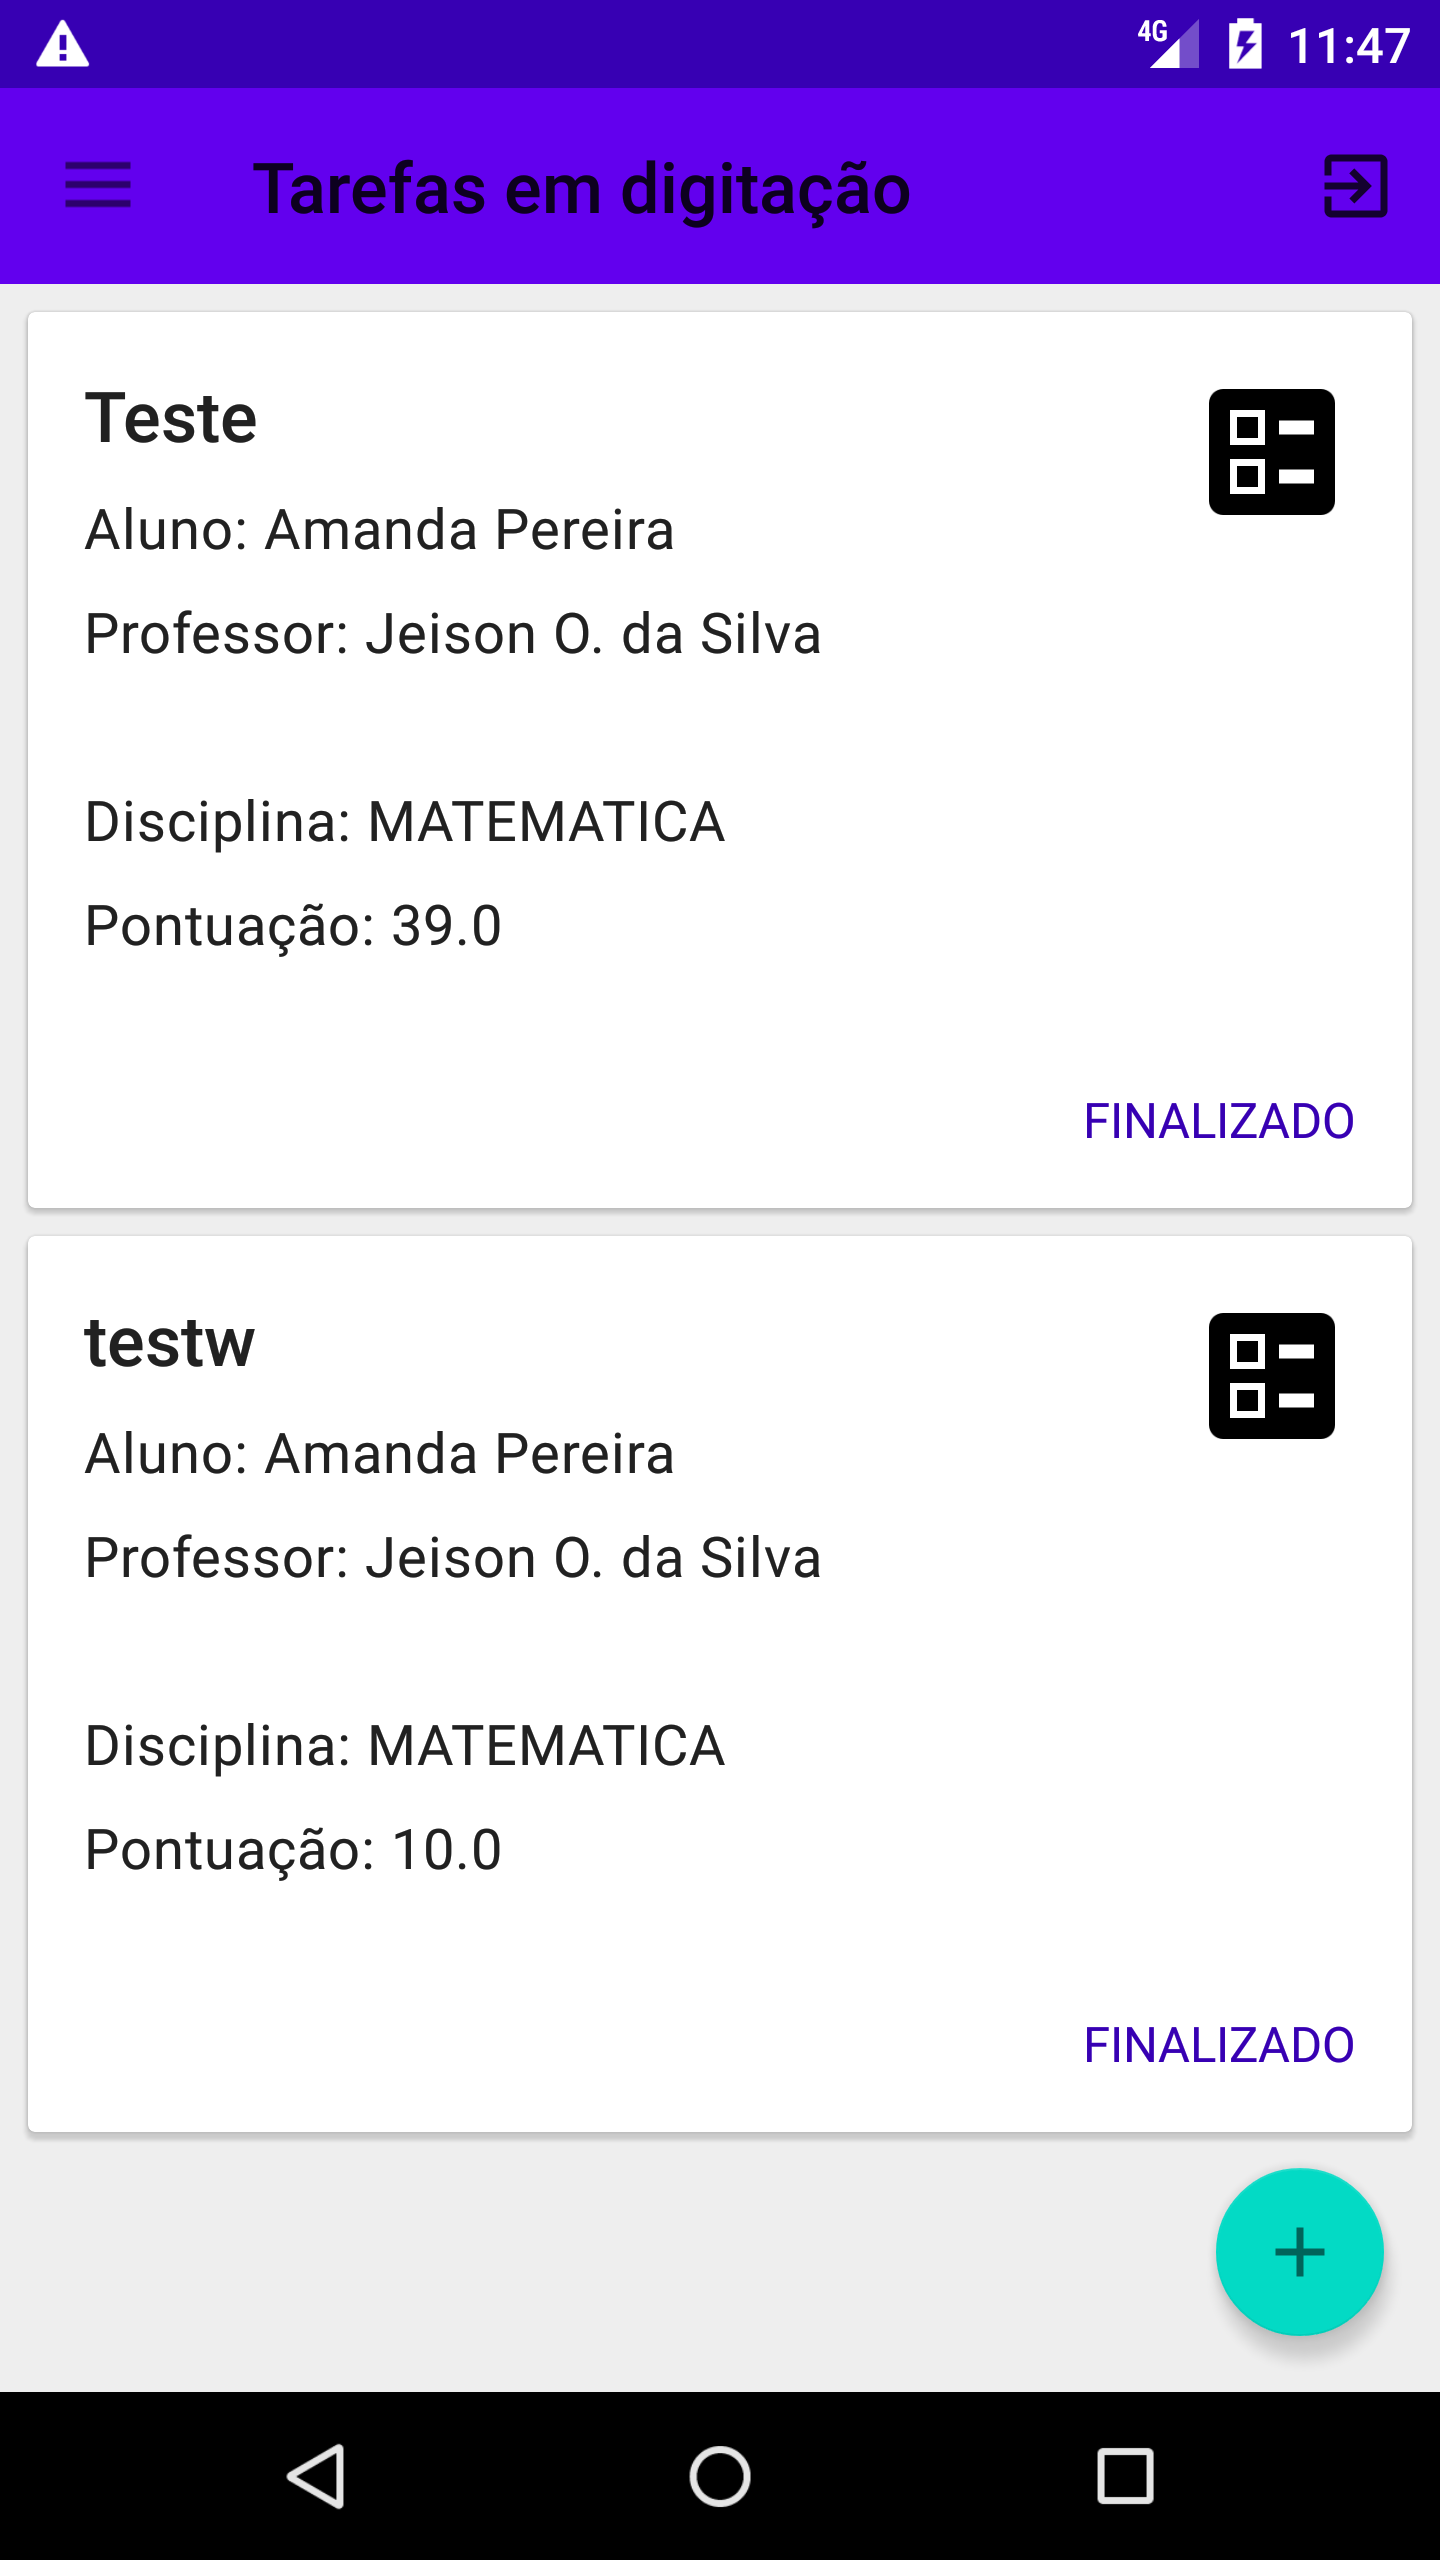 4G 11:47
Tarefas em digitação
Teste
Aluno: Amanda Pereira
Professor: Jeison O. da Silva
Disciplina: MATEMATICA
Pontuação: 39.0
FINALIZADO
testw
Aluno: Amanda Pereira
Professor: Jeison O. da Silva
Disciplina: MATEMATICA
Pontuação: 10.0
FINALIZADO